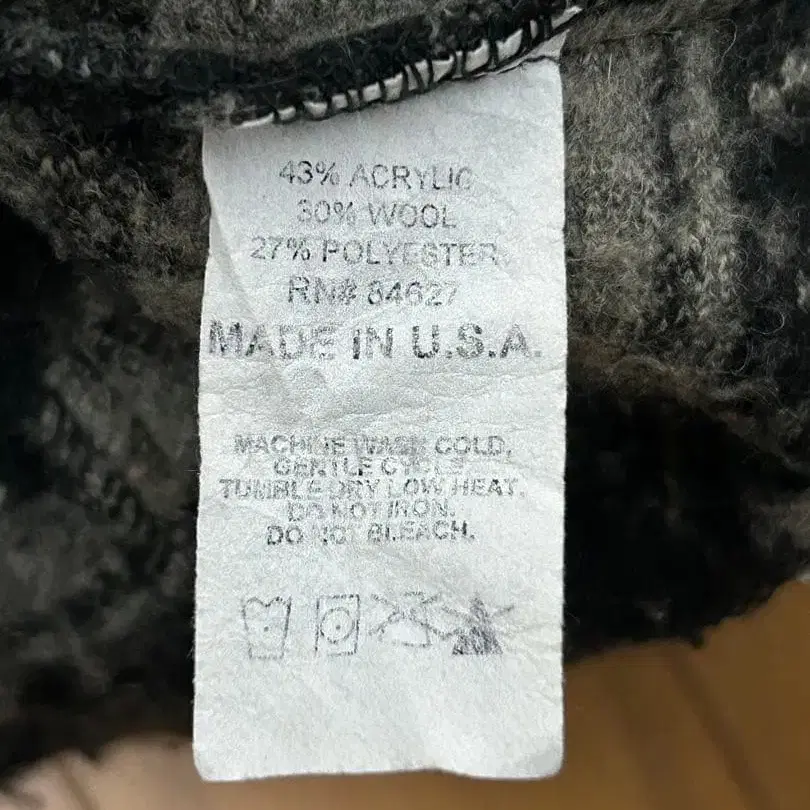 43% ACRYLIC
30% WOOL
27% POLYESTER
RN# 84627
MADE IN U.S.A.
MACHINE WASH COLD,
GENTLE CYCLE.
TUMBLE DRY LOW HEAT.
DO NOT IRON.
DO NOT BLEACH.